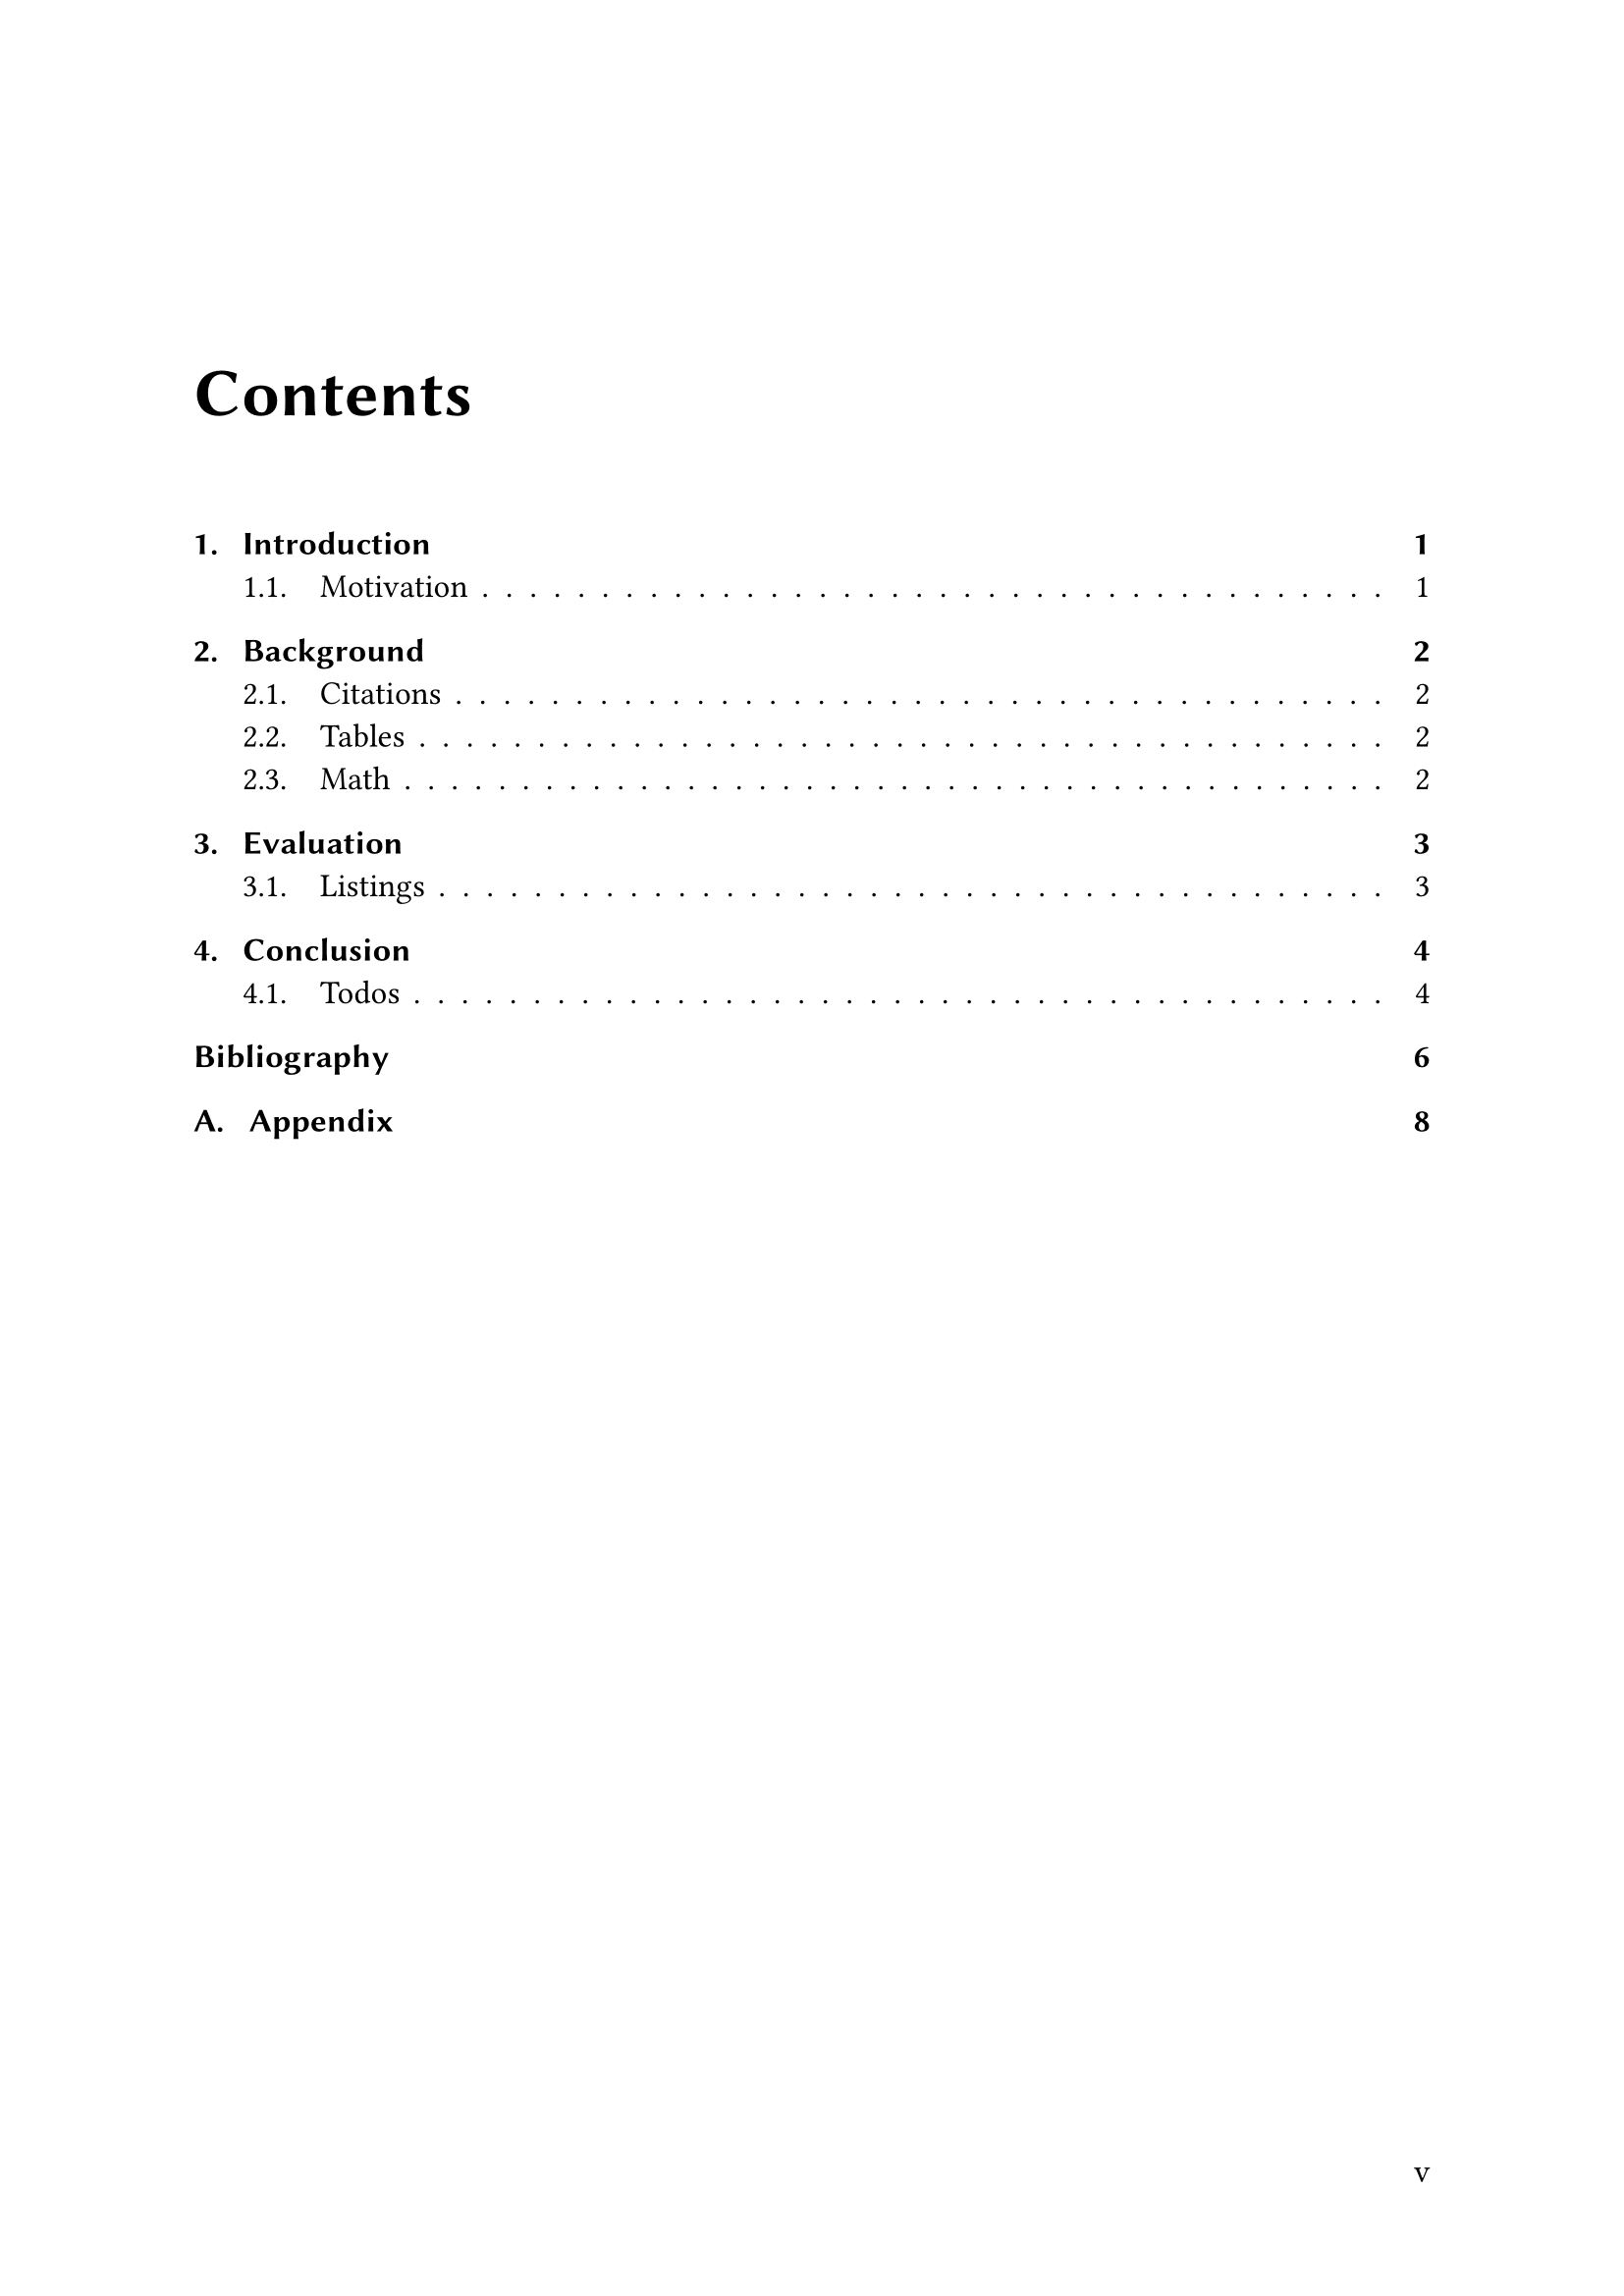 Contents
1. Introduction 1
1.1. Motivation . . . . . . . . . . . . . . . . . . . . . . . . . . . . . . . . . . . . . . 1
2. Background 2
2.1. Citations . . . . . . . . . . . . . . . . . . . . . . . . . . . . . . . . . . . . . . . 2
2.2. Tables . . . . . . . . . . . . . . . . . . . . . . . . . . . . . . . . . . . . . . . . . 2
2.3. Math . . . . . . . . . . . . . . . . . . . . . . . . . . . . . . . . . . . . . . . . . . 2
3. Evaluation 3
3.1. Listings . . . . . . . . . . . . . . . . . . . . . . . . . . . . . . . . . . . . . . . . 3
4. Conclusion 4
4.1. Todos . . . . . . . . . . . . . . . . . . . . . . . . . . . . . . . . . . . . . . . . . 4
Bibliography 6
A. Appendix 8
v